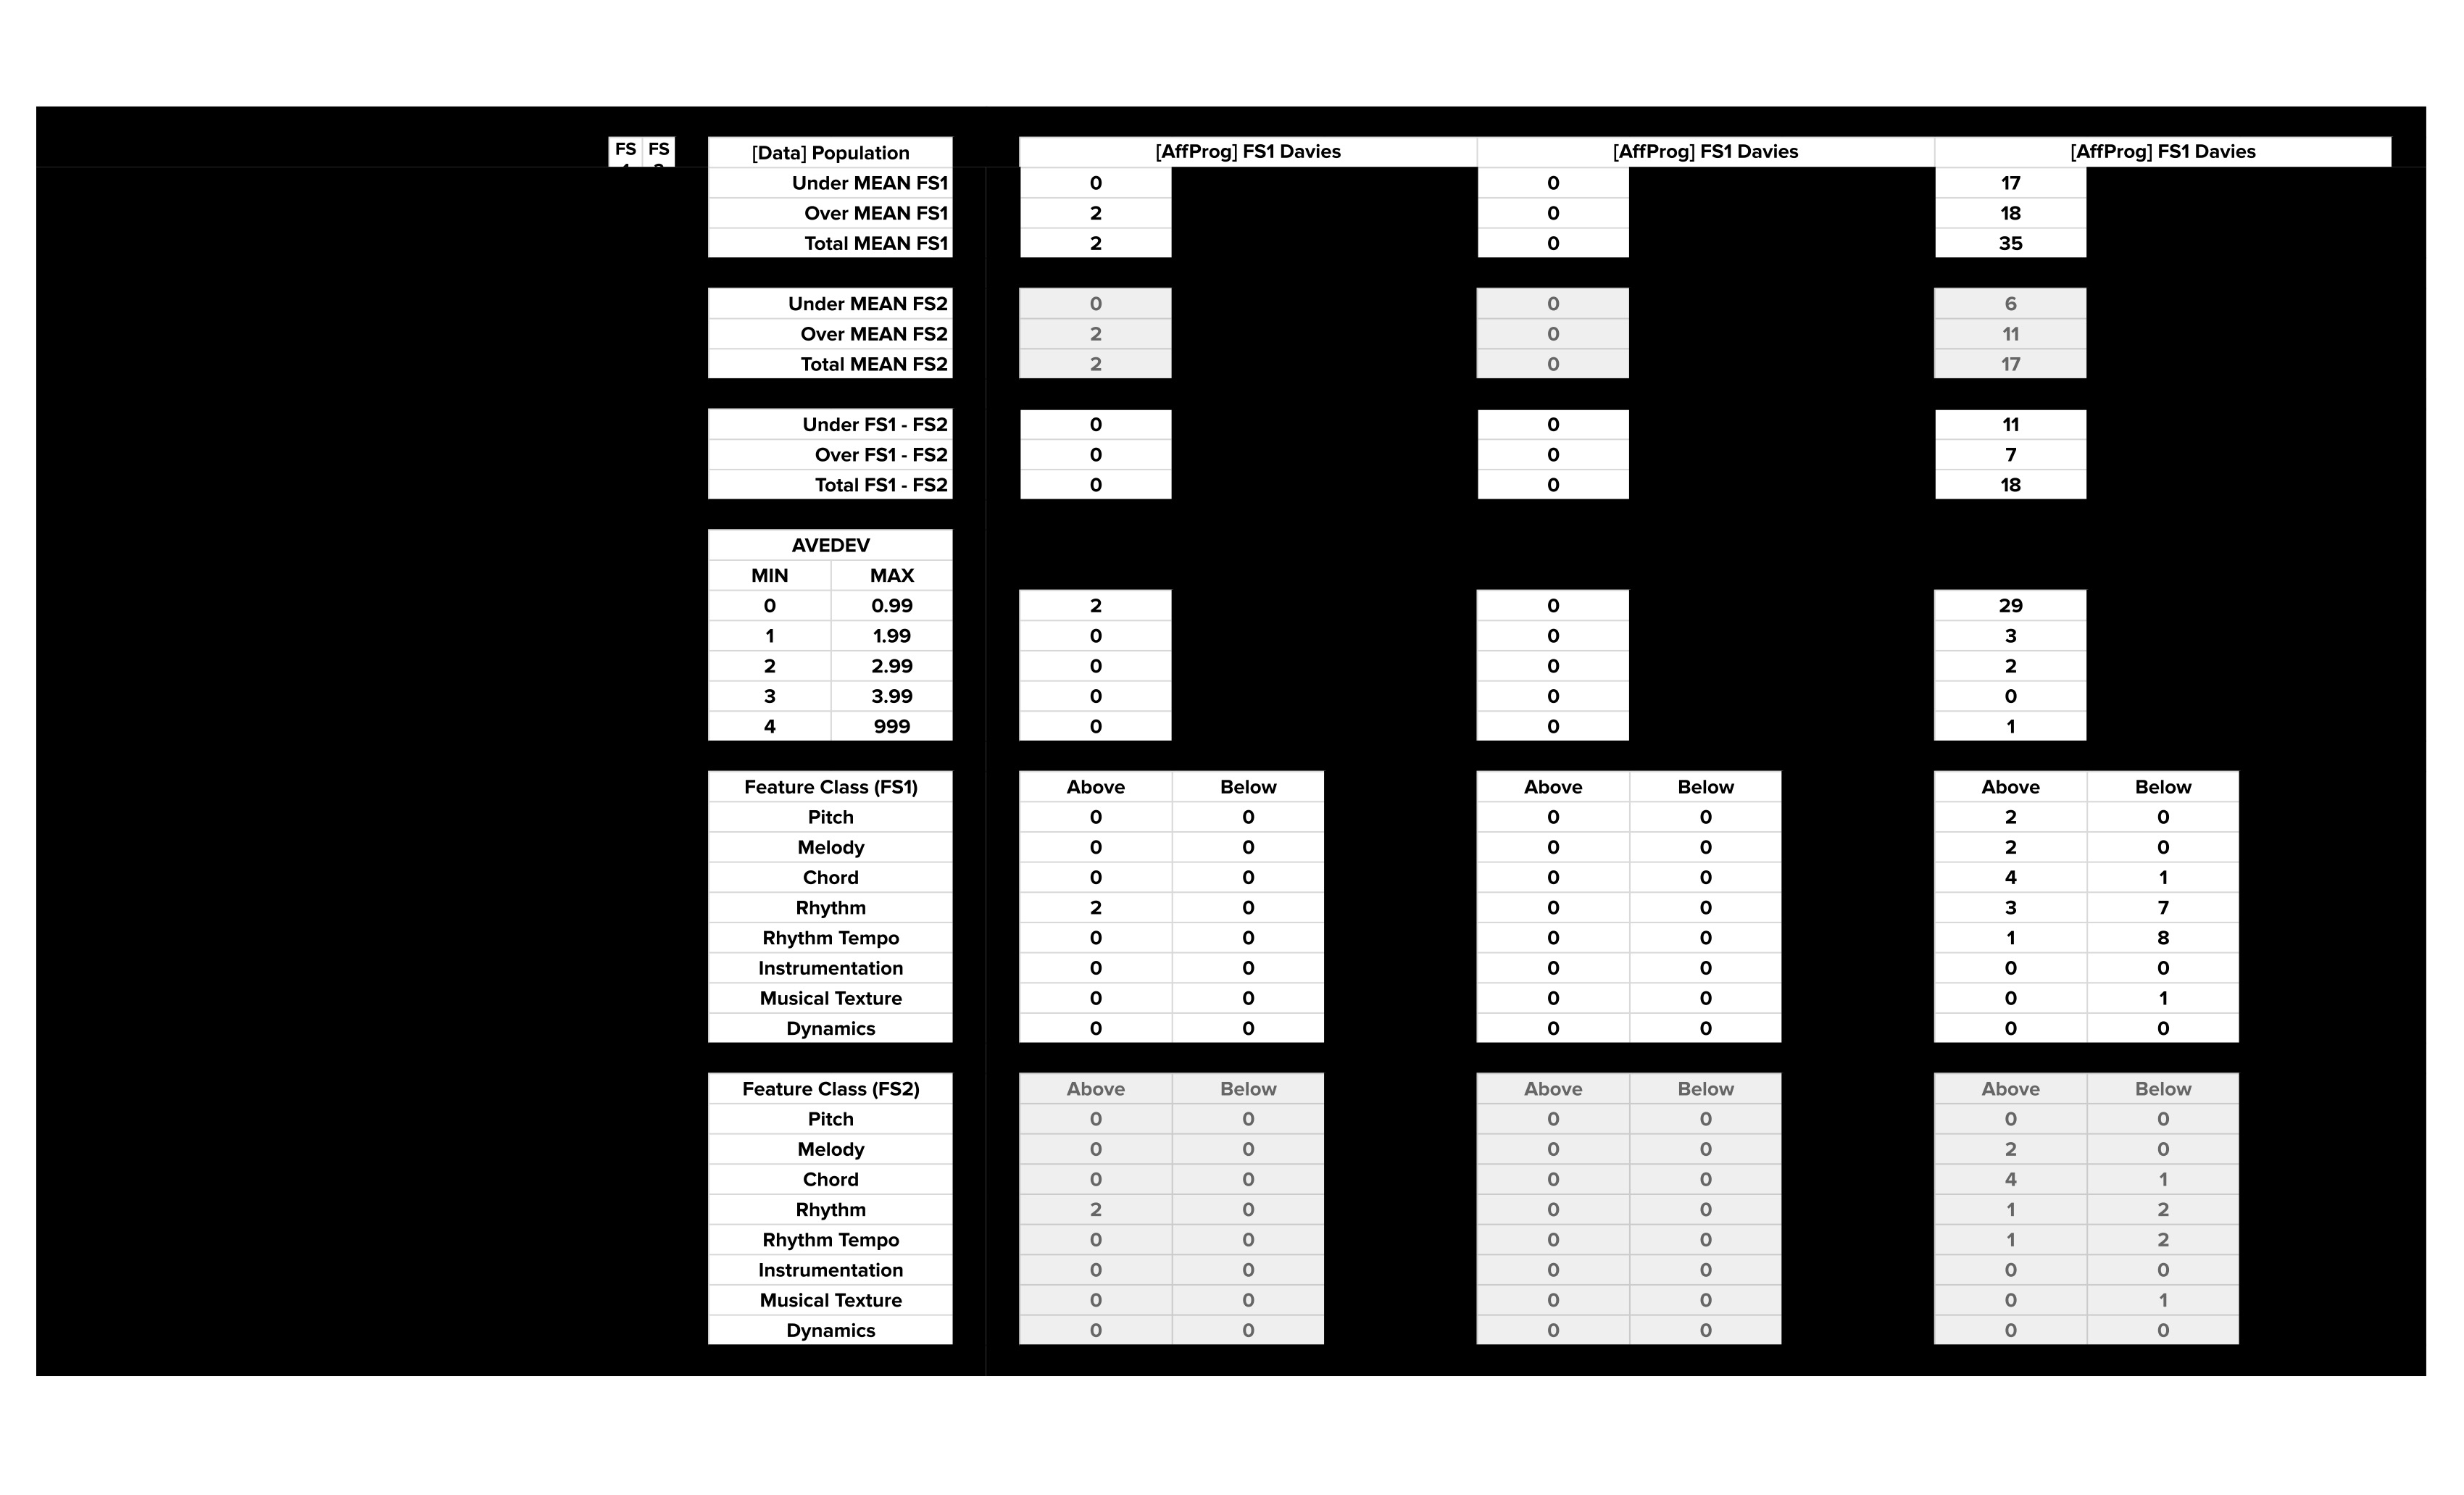 FS FS [Data] Population [AffProg] FS1 Davies [AffProg] FS1 Davies [AffProg] FS1 Davies
Under MEAN FS1 0 0 17
Over MEAN FS1 2 0 18
Total MEAN FS1 2 0 35
Under MEAN FS2 0 0 6
Over MEAN FS2 2 0 11
Total MEAN FS2 2 0 17
Under FS1 - FS2 0 0 11
Over FS1 - FS2 0 0 7
Total FS1 - FS2 0 0 18
AVEDEV
MIN MAX
0 0.99 2 0 29
1 1.99 0 0 3
2 2.99 0 0 2
3 3.99 0 0 0
4 999 0 0 1
Feature Class (FS1) Above Below Above Below Above Below
Pitch 0 0 0 0 2 0
Melody 0 0 0 0 2 0
Chord 0 0 0 0 4 1
Rhythm 2 0 0 0 3 7
Rhythm Tempo 0 0 0 0 1 8
Instrumentation 0 0 0 0 0 0
Musical Texture 0 0 0 0 0 1
Dynamics 0 0 0 0 0 0
Feature Class (FS2) Above Below Above Below Above Below
Pitch 0 0 0 0 0 0
Melody 0 0 0 0 2 0
Chord 0 0 0 0 4 1
Rhythm 2 0 0 0 1 2
Rhythm Tempo 0 0 0 0 1 2
Instrumentation 0 0 0 0 0 0
Musical Texture 0 0 0 0 0 1
Dynamics 0 0 0 0 0 0